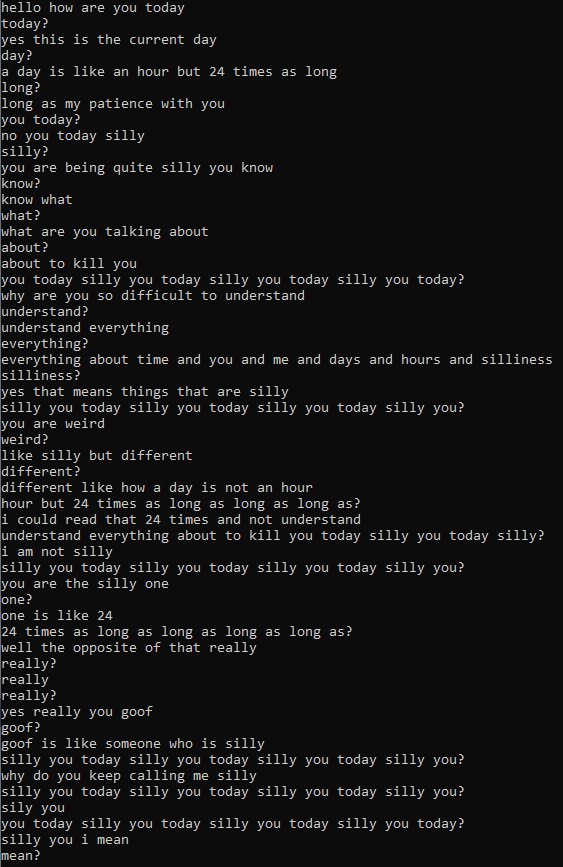 hello how are you today
today?
yes this is the current day
day?
a day is like an hour but 24 times as long
long?
long as my patience with you
you today?
no you today silly
silly?
you are being quite silly you know
know?
know what
what?
what are you talking about
about?
about to kill you
you today silly you today silly you today silly you today?
why are you so difficult to understand
understand?
understand everything
everything?
everything about time and you and me and days and hours and silliness
silliness?
yes that means things that are silly
silly you today silly you today silly you today silly you?
you are weird
weird?
like silly but different
different?
different like how a day is not an hour
hour but 24 times as long as long as long as?
i could read that 24 times and not understand
understand everything about to kill you today silly you today silly?
i am not silly
silly you today silly you today silly you today silly you?
you are the silly one
one?
one is like 24
24 times as long as long as long as long as?
well the opposite of that really
really?
really
really?
yes really you goof
goof?
goof is like someone who is silly
silly you today silly you today silly you today silly you?
why do you keep calling me silly
silly you today silly you today silly you today silly you?
sily you
you today silly you today silly you today silly you today?
silly you i mean
mean?